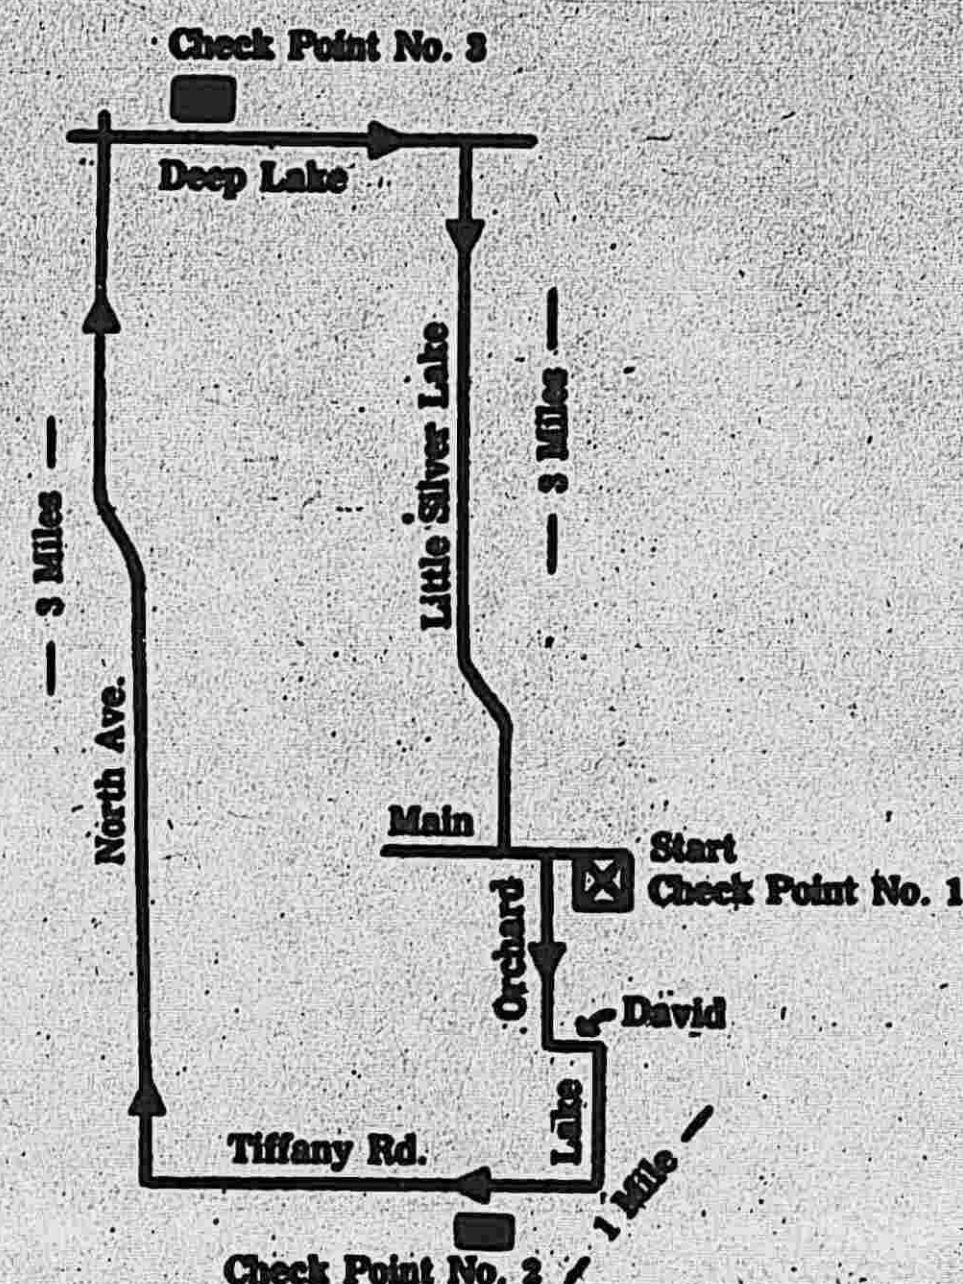 Check Point No. 3
Deep Lake
Little Silver Lake
3 Miles
3 Miles
North Ave.
Main
Start
Check Point No. 1
Orchard
David
Lake
Tiffany Rd.
1 Mile
Check Point No. 2